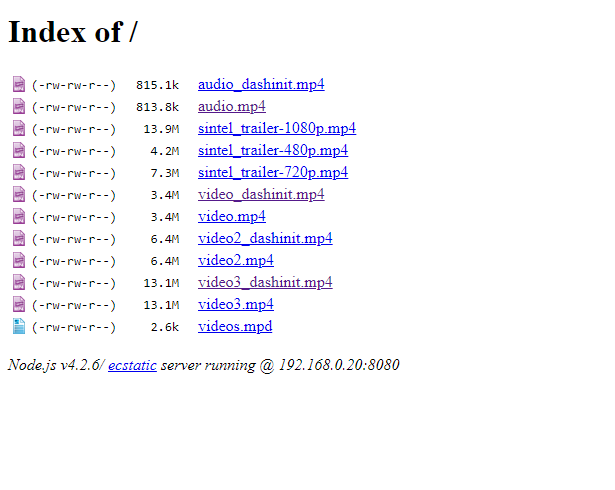 Index of /
(-rw-rw-r--) 815.1k audio_dashinit.mp4
(-rw-rw-r--) 813.8k audio.mp4
(-rw-rw-r--) 13.9M sintel_trailer-1080p.mp4
(-rw-rw-r--) 4.2M sintel_trailer-480p.mp4
(-rw-rw-r--) 7.3M sintel_trailer-720p.mp4
(-rw-rw-r--) 3.4M video_dashinit.mp4
(-rw-rw-r--) 3.4M video.mp4
(-rw-rw-r--) 6.4M video2_dashinit.mp4
(-rw-rw-r--) 6.4M video2.mp4
(-rw-rw-r--) 13.1M video3_dashinit.mp4
(-rw-rw-r--) 13.1M video3.mp4
(-rw-rw-r--) 2.6k videos.mpd
Node.js v4.2.6/ ecstatic server running @ 192.168.0.20:8080